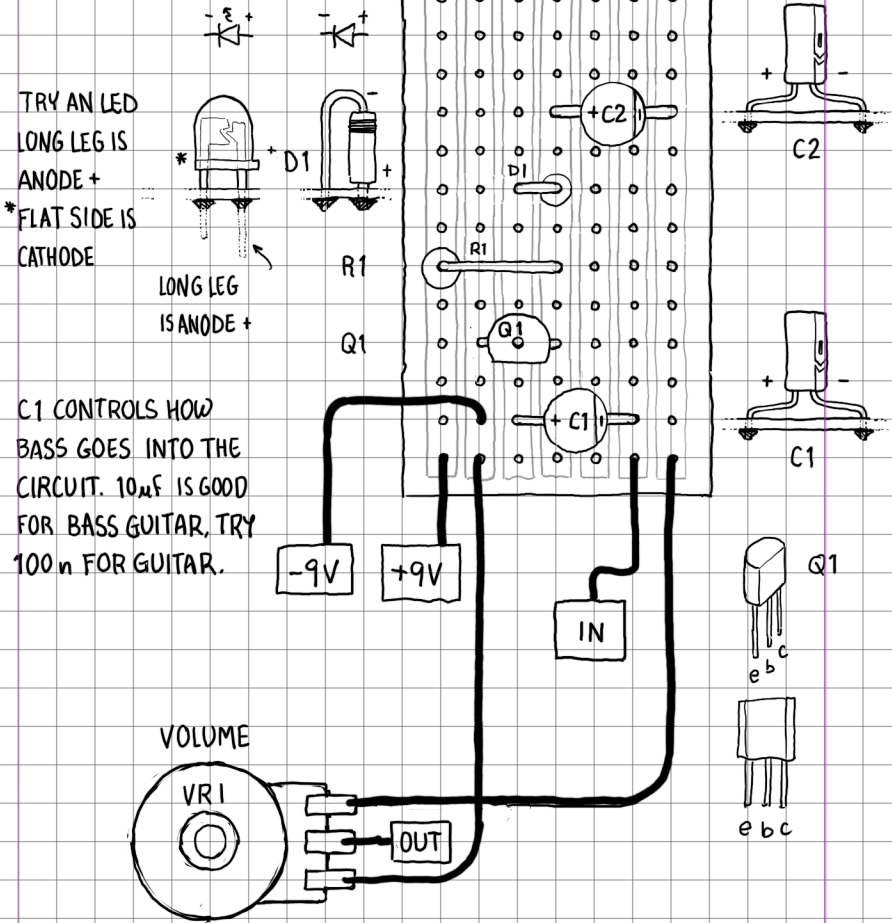 - +
- +
+ -
+C2
C2
TRY AN LED
LONG LEG IS
ANODE +
*FLAT SIDE IS
CATHODE
*
+
D1
-
+
D1
LONG LEG
IS ANODE +
R1
R1
Q1
Q1
+ -
+ C1
C1
C1 CONTROLS HOW
BASS GOES INTO THE
CIRCUIT. 10µF IS GOOD
FOR BASS GUITAR, TRY
100n FOR GUITAR.
-9V
+9V
IN
Q1
e b c
VOLUME
VR1
OUT
e b c